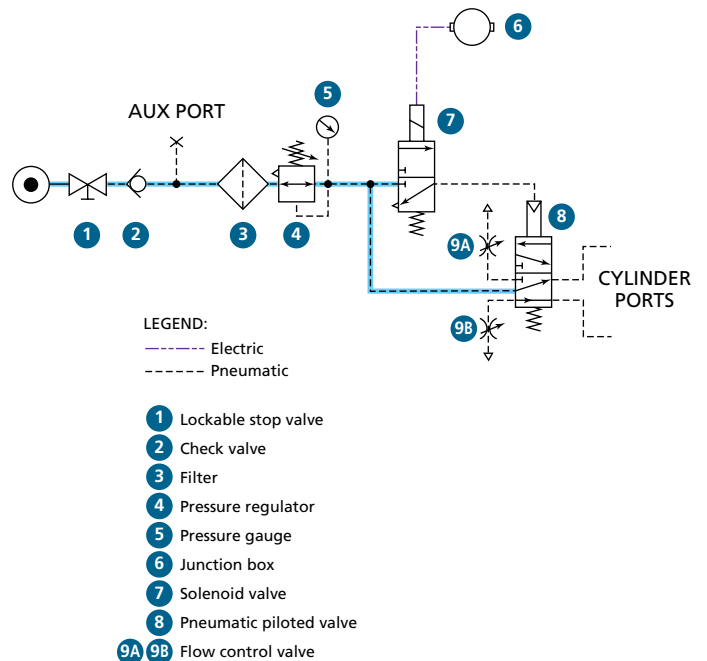 6
5
AUX PORT
7
8
9A
1
2
3
4
CYLINDER
PORTS
9B
LEGEND:
Electric
Pneumatic
1 Lockable stop valve
2 Check valve
3 Filter
4 Pressure regulator
5 Pressure gauge
6 Junction box
7 Solenoid valve
8 Pneumatic piloted valve
9A 9B Flow control valve